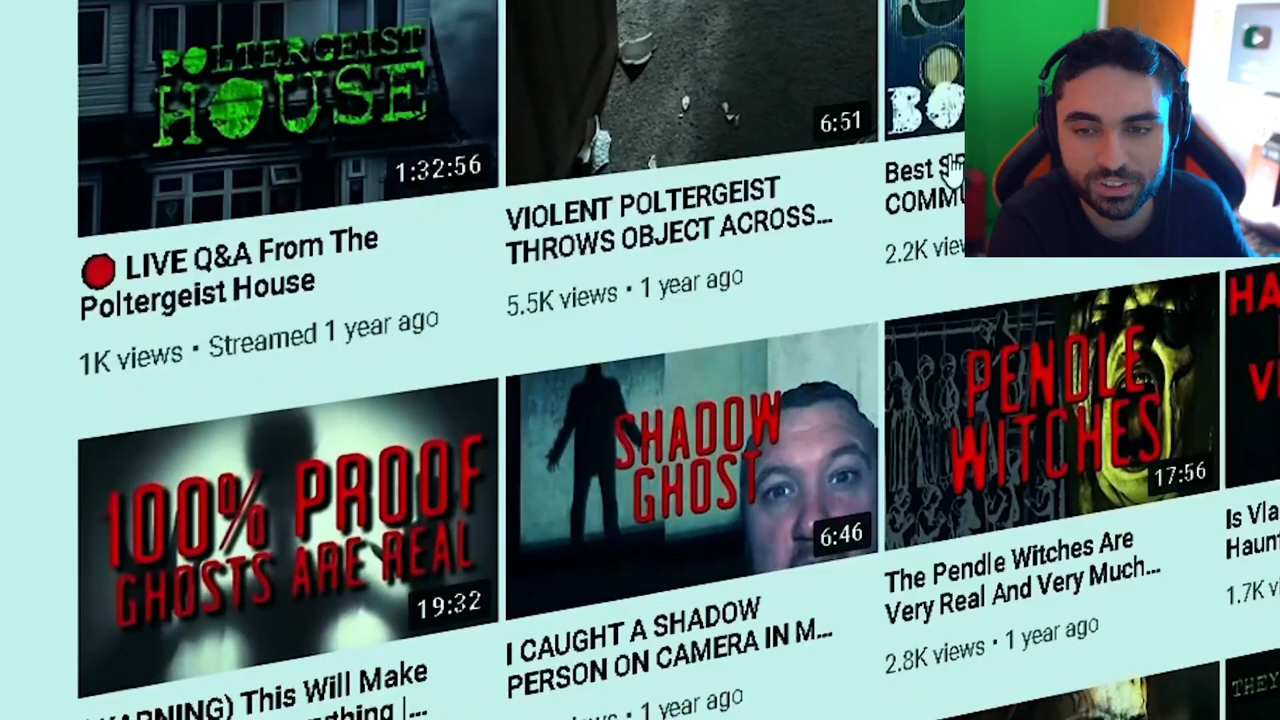 POLTERGEIST
HOUSE
1:32:56
LIVE Q&A From The
Poltergeist House
1K views • Streamed 1 year ago
6:51
VIOLENT POLTERGEIST
THROWS OBJECT ACROSS...
5.5K views • 1 year ago
Best
2.2K
100% PROOF
GHOSTS ARE REAL
19:32
This Will Make
SHADOW
GHOST
6:46
I CAUGHT A SHADOW
PERSON ON CAMERA IN M...
1 year ago
PENDLE
WITCHES
17:56
The Pendle Witches Are
Very Real And Very Much...
2.8K views • 1 year ago
Is
1.7K
THEY